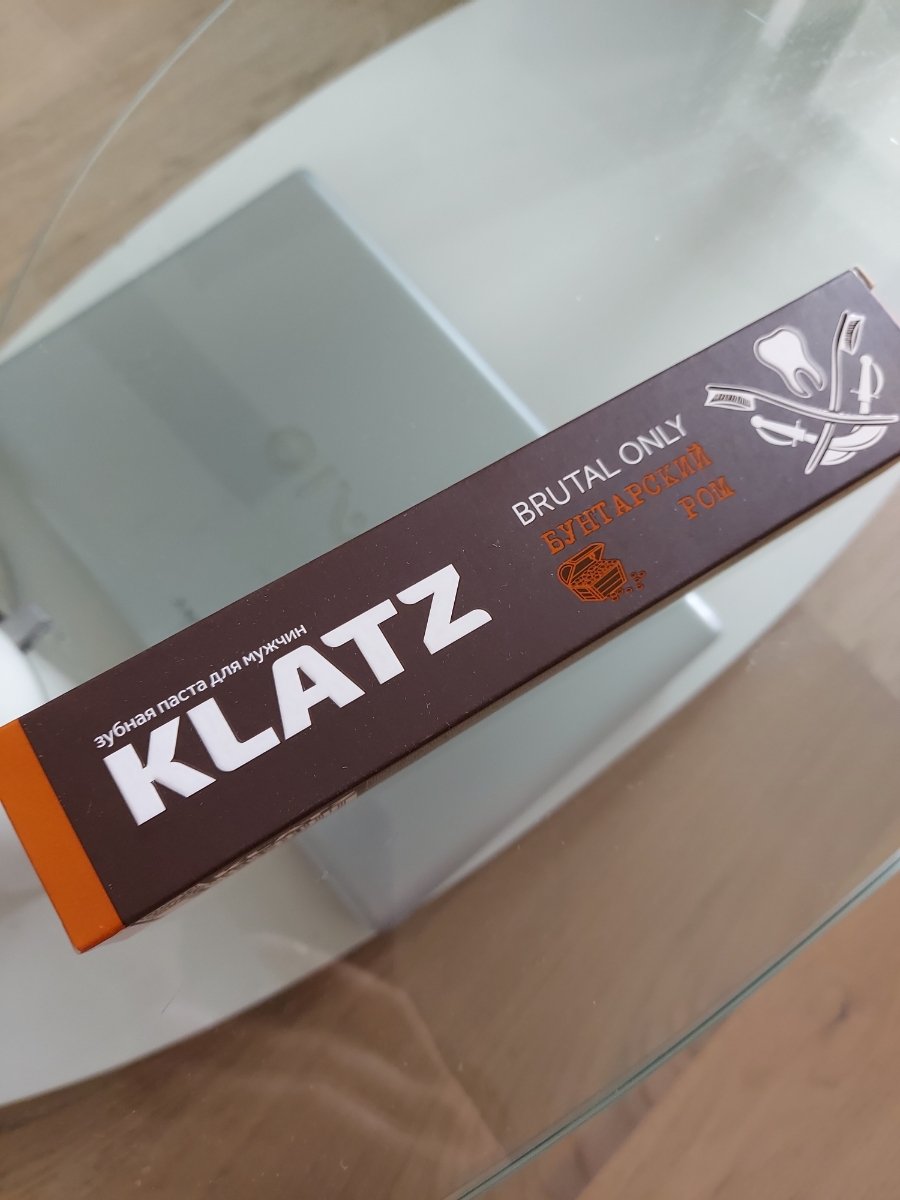 зубная паста для мужчин
KLATZ
BRUTAL ONLY
БУНТАРСКИЙ
РОМ